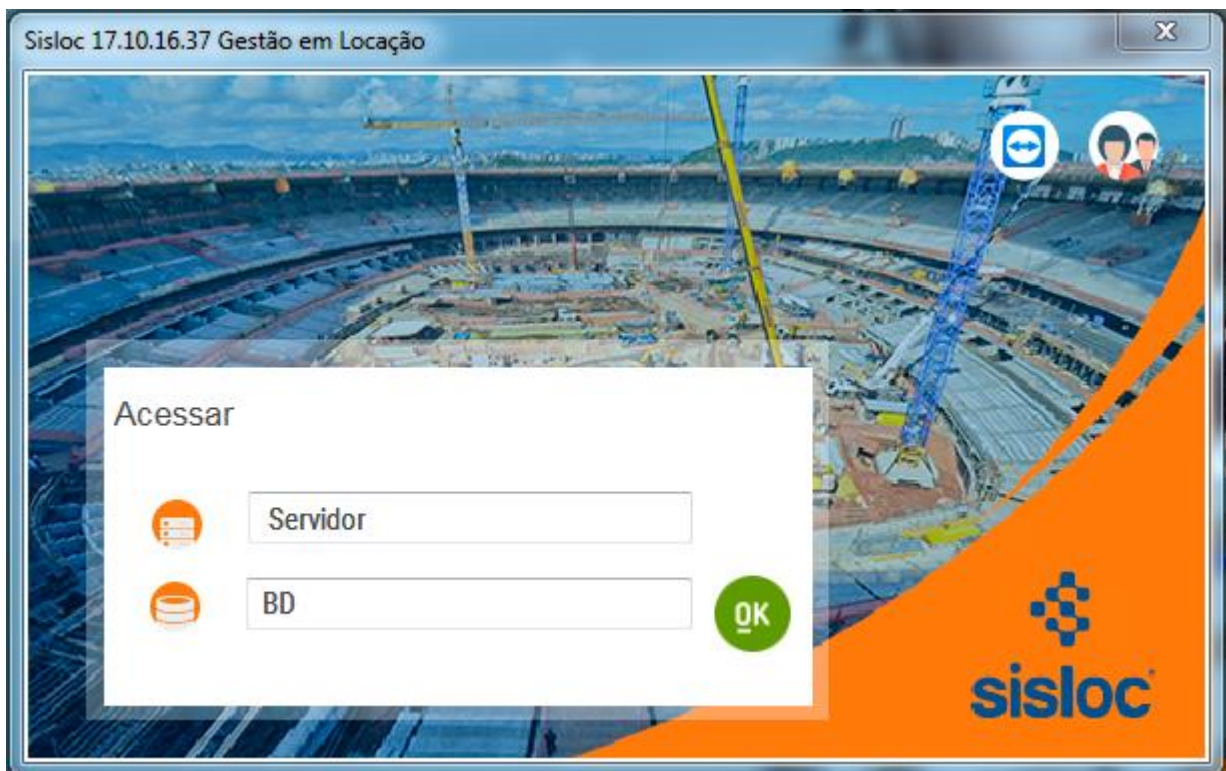 Sisloc 17.10.16.37 Gestão em Locação
Acessar
Servidor
BD
OK
sisloc